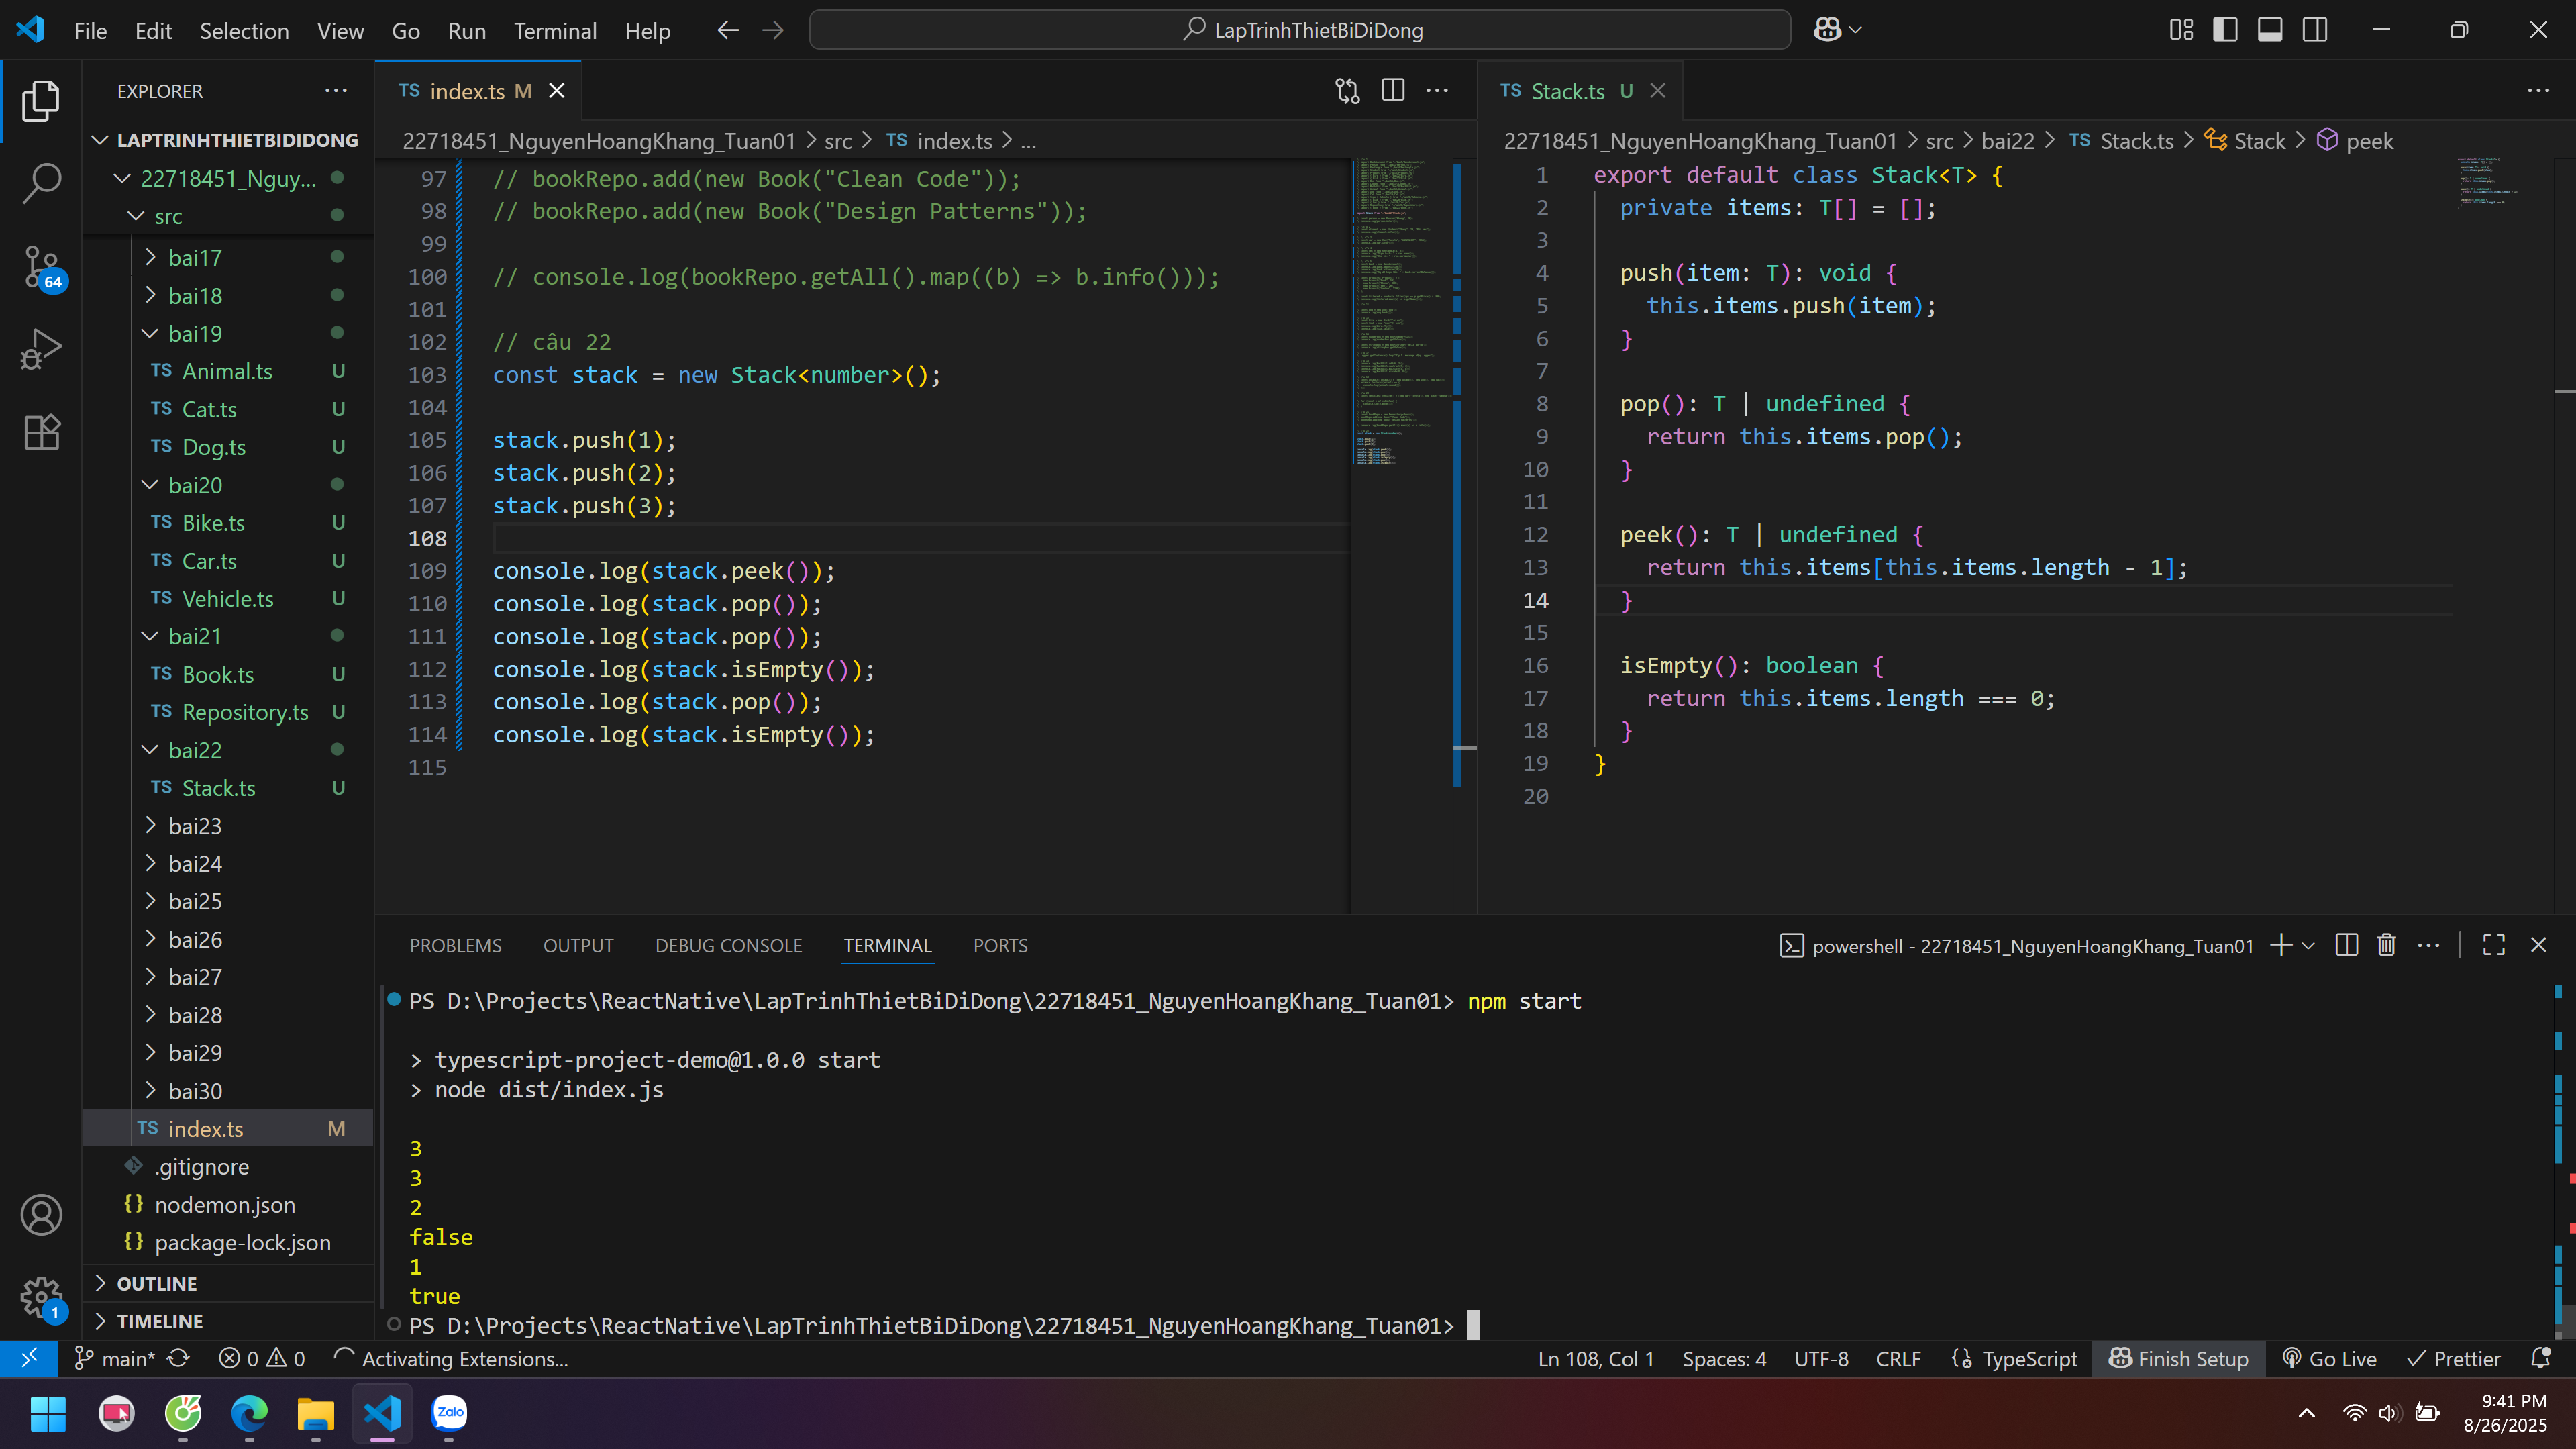 File Edit Selection View Go Run Terminal Help
LapTrinhThietBiDiDong
EXPLORER
LAPTRINHTHIETBIDIDONG
22718451_Nguy...
src
bai17
bai18
bai19
TS Animal.ts U
TS Cat.ts U
TS Dog.ts U
bai20
TS Bike.ts U
TS Car.ts U
TS Vehicle.ts U
bai21
TS Book.ts U
TS Repository.ts U
bai22
TS Stack.ts U
bai23
bai24
bai25
bai26
bai27
bai28
bai29
bai30
TS index.ts M
.gitignore
{} nodemon.json
{} package-lock.json
OUTLINE
TIMELINE
64
1
TS index.ts M
22718451_NguyenHoangKhang_Tuan01 > src > TS index.ts > ...
97 // bookRepo.add(new Book("Clean Code"));
98 // bookRepo.add(new Book("Design Patterns"));
99
100 // console.log(bookRepo.getAll().map((b) => b.info()));
101
102 // câu 22
103 const stack = new Stack<number>();
104
105 stack.push(1);
106 stack.push(2);
107 stack.push(3);
108
109 console.log(stack.peek());
110 console.log(stack.pop());
111 console.log(stack.pop());
112 console.log(stack.isEmpty());
113 console.log(stack.pop());
114 console.log(stack.isEmpty());
115
TS Stack.ts U
22718451_NguyenHoangKhang_Tuan01 > src > bai22 > TS Stack.ts > Stack > peek
1 export default class Stack<T> {
2 private items: T[] = [];
3
4 push(item: T): void {
5 this.items.push(item);
6 }
7
8 pop(): T | undefined {
9 return this.items.pop();
10 }
11
12 peek(): T | undefined {
13 return this.items[this.items.length - 1];
14 }
15
16 isEmpty(): boolean {
17 return this.items.length === 0;
18 }
19 }
20
PROBLEMS OUTPUT DEBUG CONSOLE TERMINAL PORTS
powershell - 22718451_NguyenHoangKhang_Tuan01
PS D:\Projects\ReactNative\LapTrinhThietBiDiDong\22718451_NguyenHoangKhang_Tuan01> npm start
> typescript-project-demo@1.0.0 start
> node dist/index.js
3
3
2
false
1
true
PS D:\Projects\ReactNative\LapTrinhThietBiDiDong\22718451_NguyenHoangKhang_Tuan01>
main* 0 0 Activating Extensions... Ln 108, Col 1 Spaces: 4 UTF-8 CRLF TypeScript Finish Setup Go Live Prettier
Zalo
9:41 PM
8/26/2025